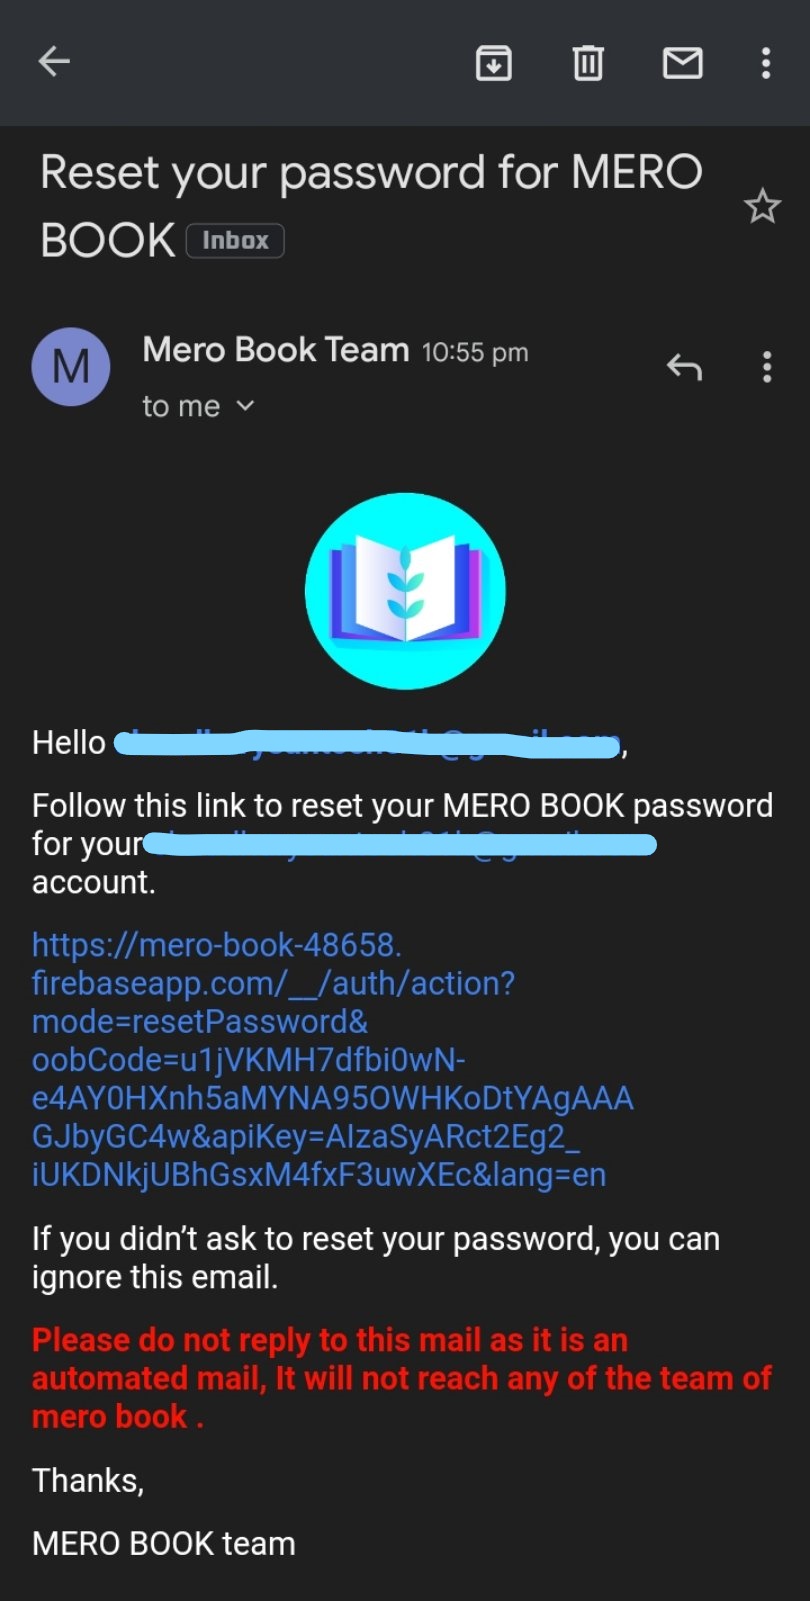 Reset your password for MERO
BOOK Inbox
M
Mero Book Team 10:55 pm
to me
Hello ,
Follow this link to reset your MERO BOOK password
for your
account.
https://mero-book-48658.
firebaseapp.com/__/auth/action?
mode=resetPassword&
oobCode=u1jVKMH7dfbi0wN-
e4AY0HXnh5aMYNA95OWHKoDtYAgAAA
GJbyGC4w&apiKey=AIzaSyARct2Eg2_
iUKDNkjUBhGsxM4fxF3uwXEc&lang=en
If you didn’t ask to reset your password, you can
ignore this email.
Please do not reply to this mail as it is an
automated mail, It will not reach any of the team of
mero book .
Thanks,
MERO BOOK team